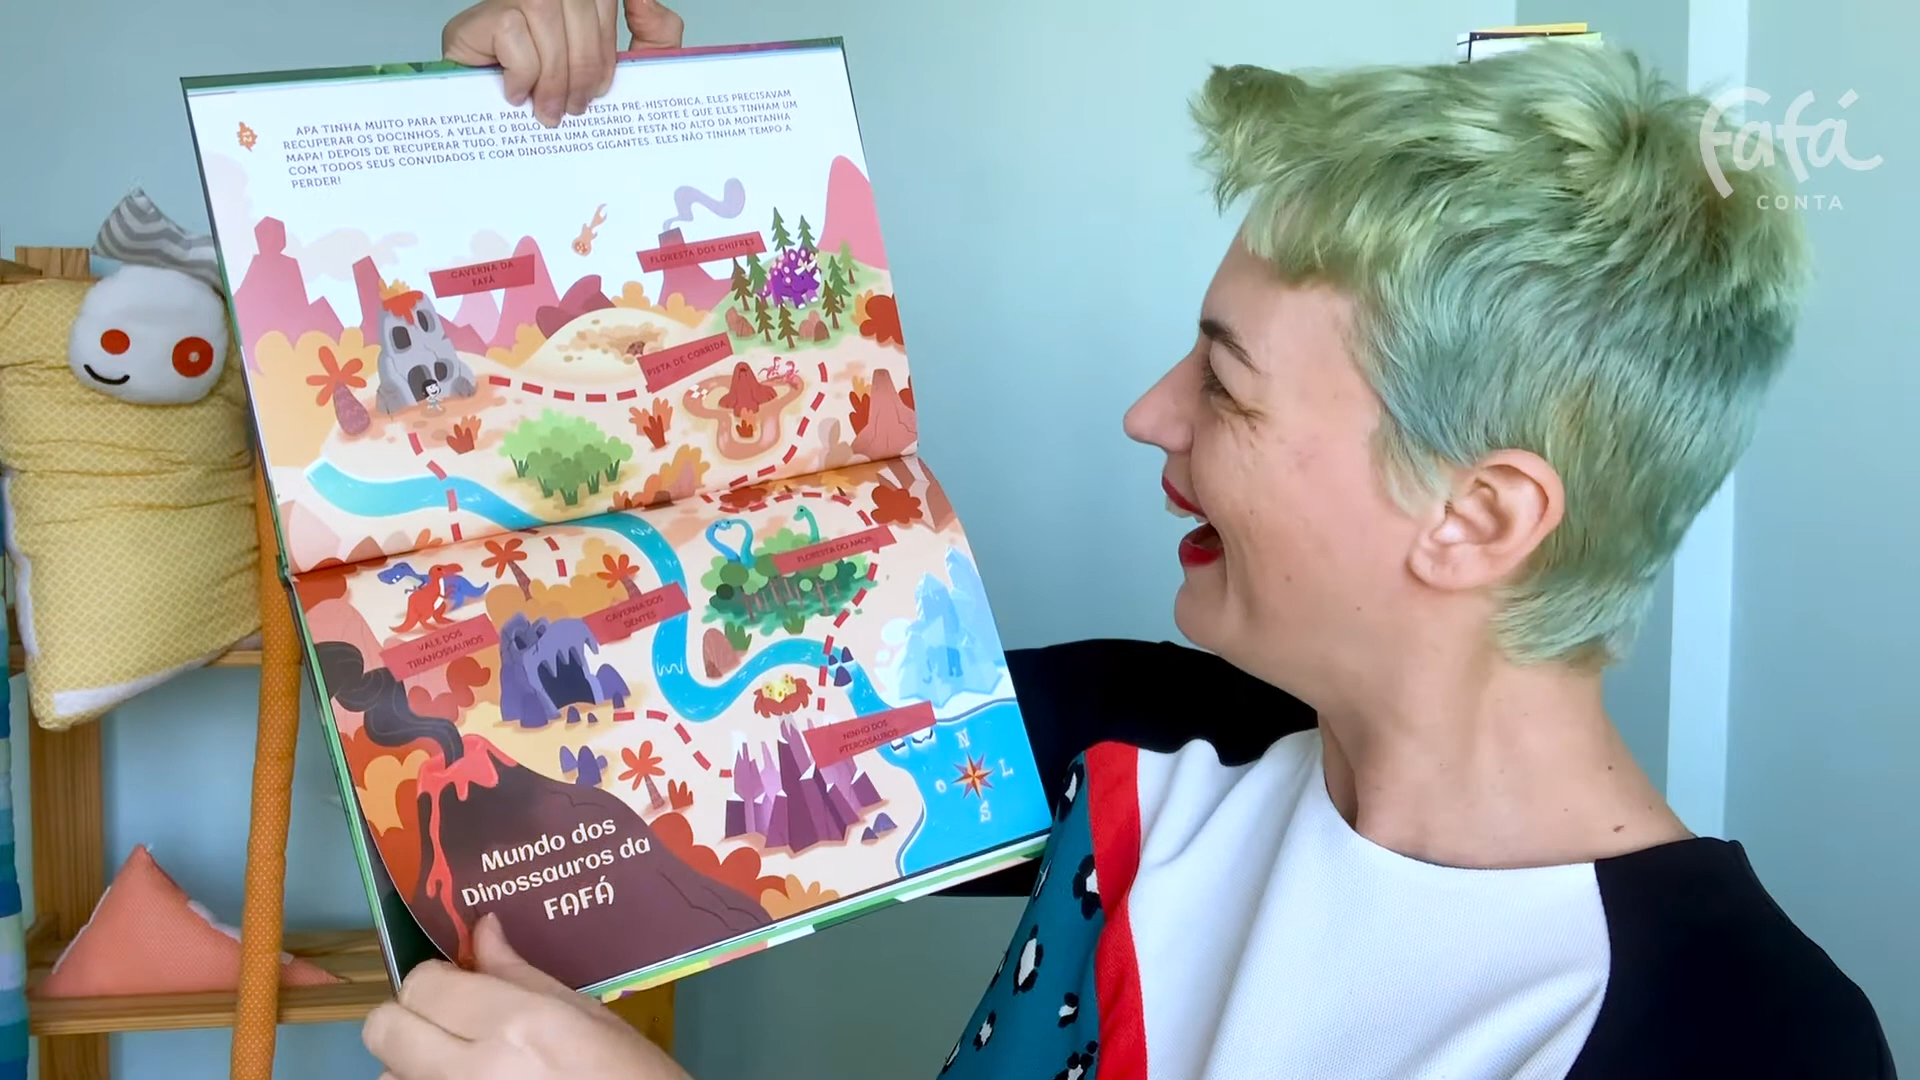 APA TINHA MUITO PARA EXPLICAR. PARA A FESTA PRÉ-HISTÓRICA, ELES PRECISAVAM
RECUPERAR OS DOCINHOS, A VELA E O BOLO DE ANIVERSÁRIO. A SORTE É QUE ELES TINHAM UM
MAPA! DEPOIS DE RECUPERAR TUDO, FAFÁ TERIA UMA GRANDE FESTA NO ALTO DA MONTANHA
COM TODOS SEUS CONVIDADOS E COM DINOSSAUROS GIGANTES. ELES NÃO TINHAM TEMPO A
PERDER!
CAVERNA DA
FAFÁ
FLORESTA DOS CHIFRES
PISTA DE CORRIDA
FLORESTA DO AMOR
VALE DOS
TIRANOSSAUROS
CAVERNA DOS
DENTES
NINHO DOS
PTEROSSAUROS
N
O L
S
Mundo dos
Dinossauros da
FAFÁ
Fafá
CONTA